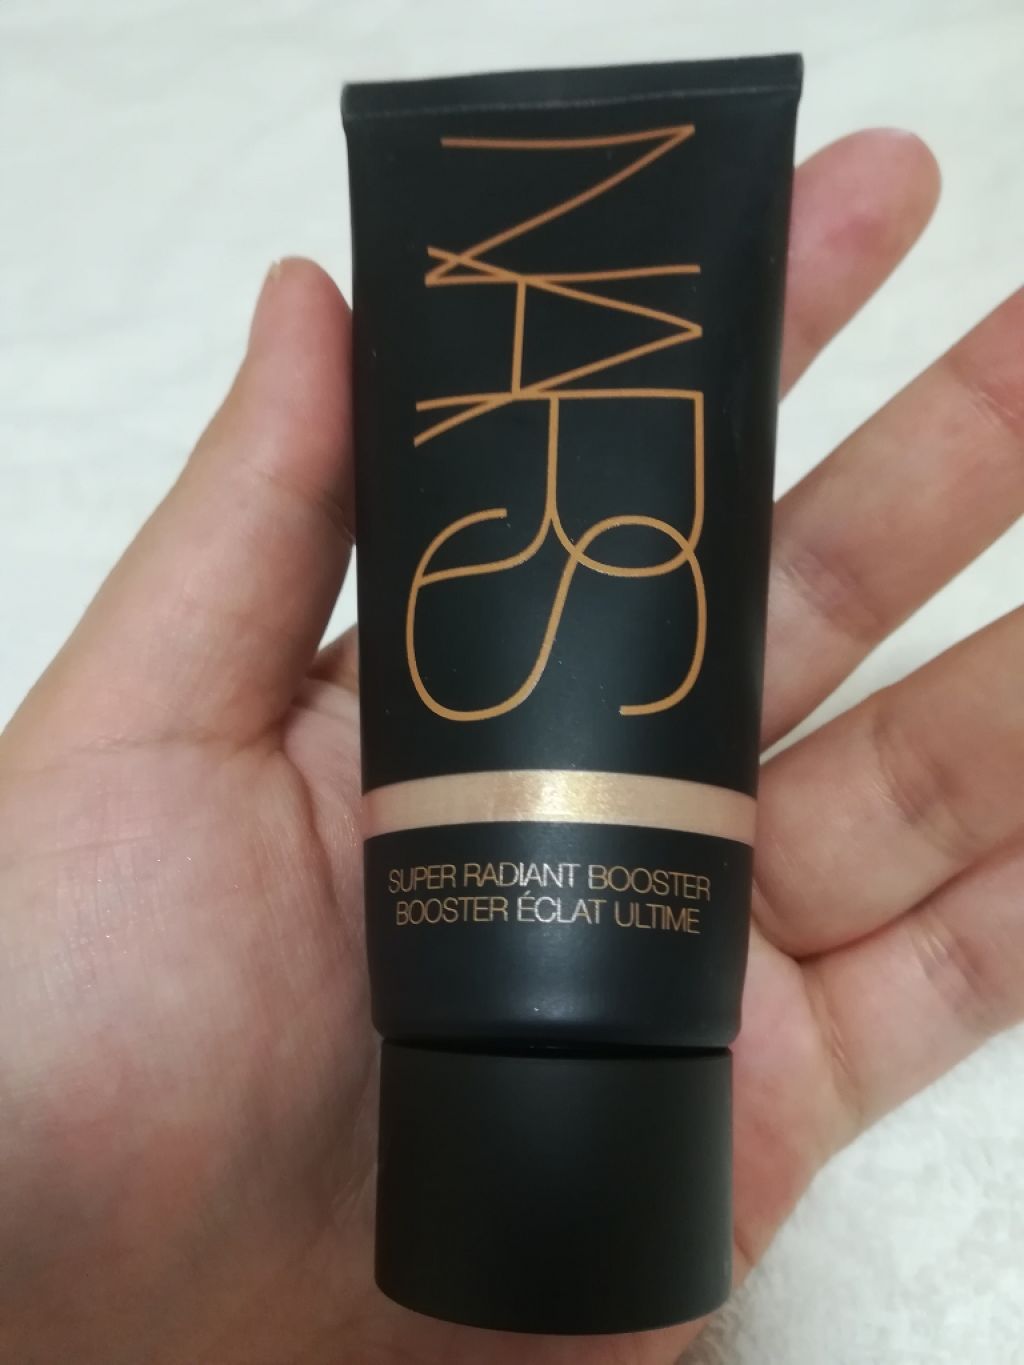 NARS
SUPER RADIANT BOOSTER
BOOSTER ÉCLAT ULTIME